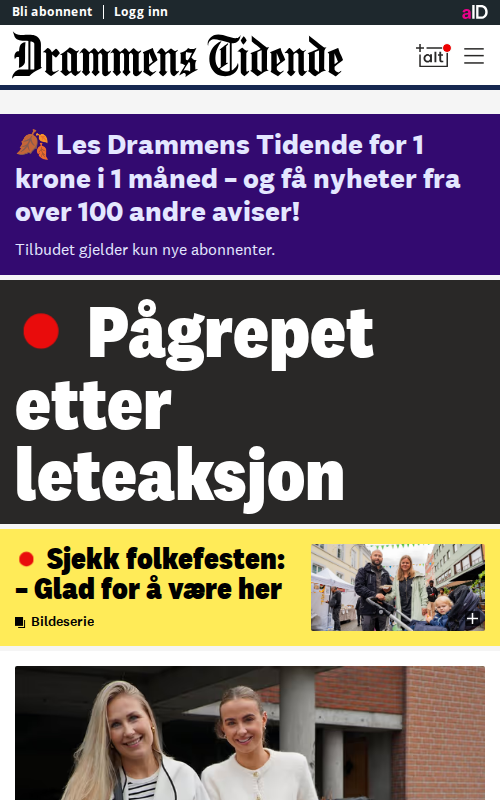 Bli abonnent | Logg inn
aID
Drammens Tidende
+alt
🍂 Les Drammens Tidende for 1
krone i 1 måned – og få nyheter fra
over 100 andre aviser!
Tilbudet gjelder kun nye abonnenter.
Pågrepet
etter
leteaksjon
Sjekk folkefesten:
– Glad for å være her
Bildeserie